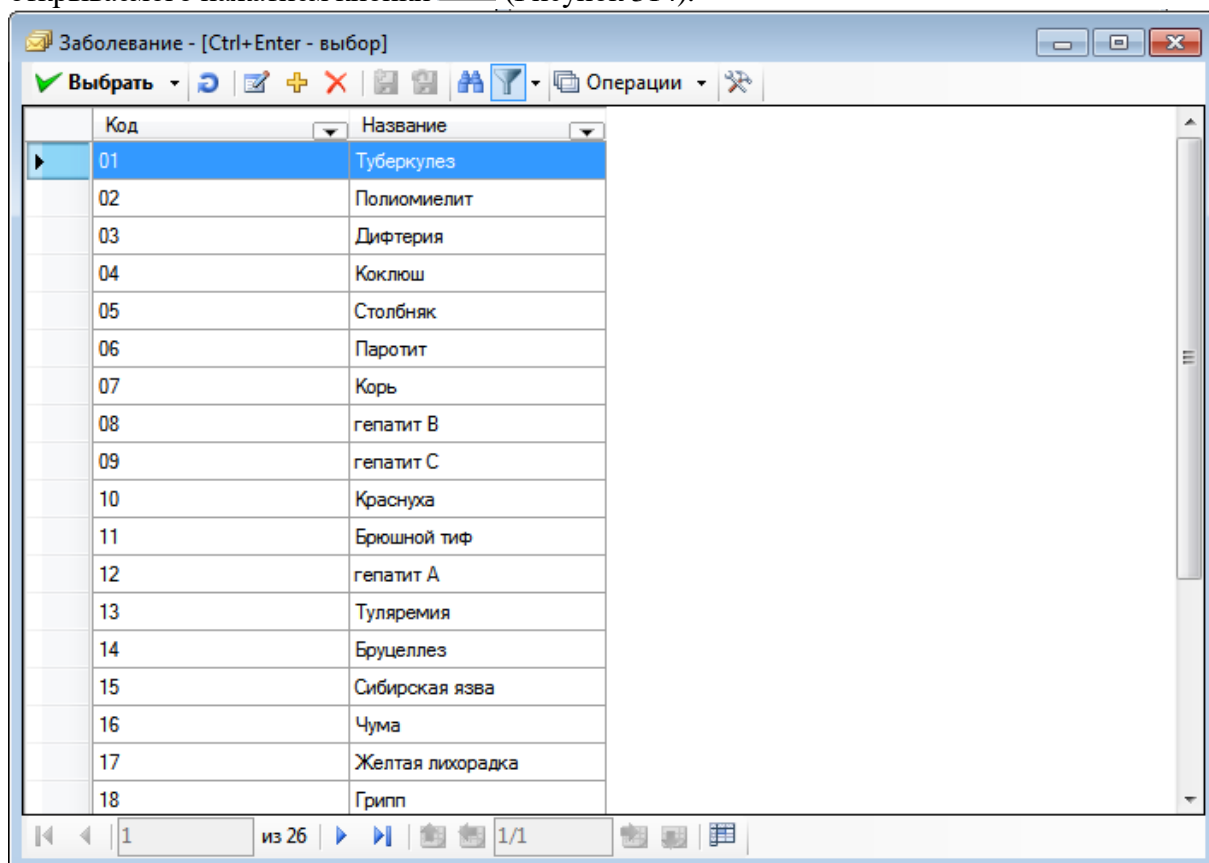 (Рисунок 314).
Заболевание - [Ctrl+Enter - выбор]
Выбрать Операции
Код Название
01 Туберкулез
02 Полиомиелит
03 Дифтерия
04 Коклюш
05 Столбняк
06 Паротит
07 Корь
08 гепатит В
09 гепатит С
10 Краснуха
11 Брюшной тиф
12 гепатит А
13 Туляремия
14 Бруцеллез
15 Сибирская язва
16 Чума
17 Желтая лихорадка
18 Грипп
1 из 26 1/1